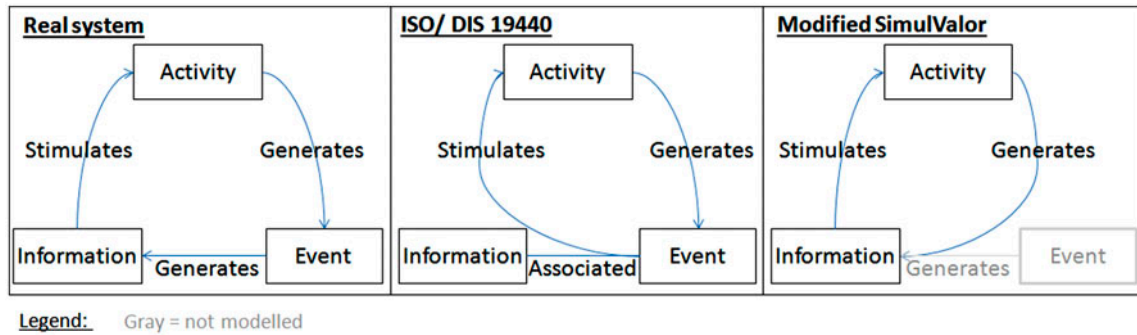 Real system
Activity
Stimulates
Generates
Information
Event
Generates
ISO/ DIS 19440
Activity
Stimulates
Generates
Information
Event
Associated
Modified SimulValor
Activity
Stimulates
Generates
Information
Event
Generates
Legend: Gray = not modelled